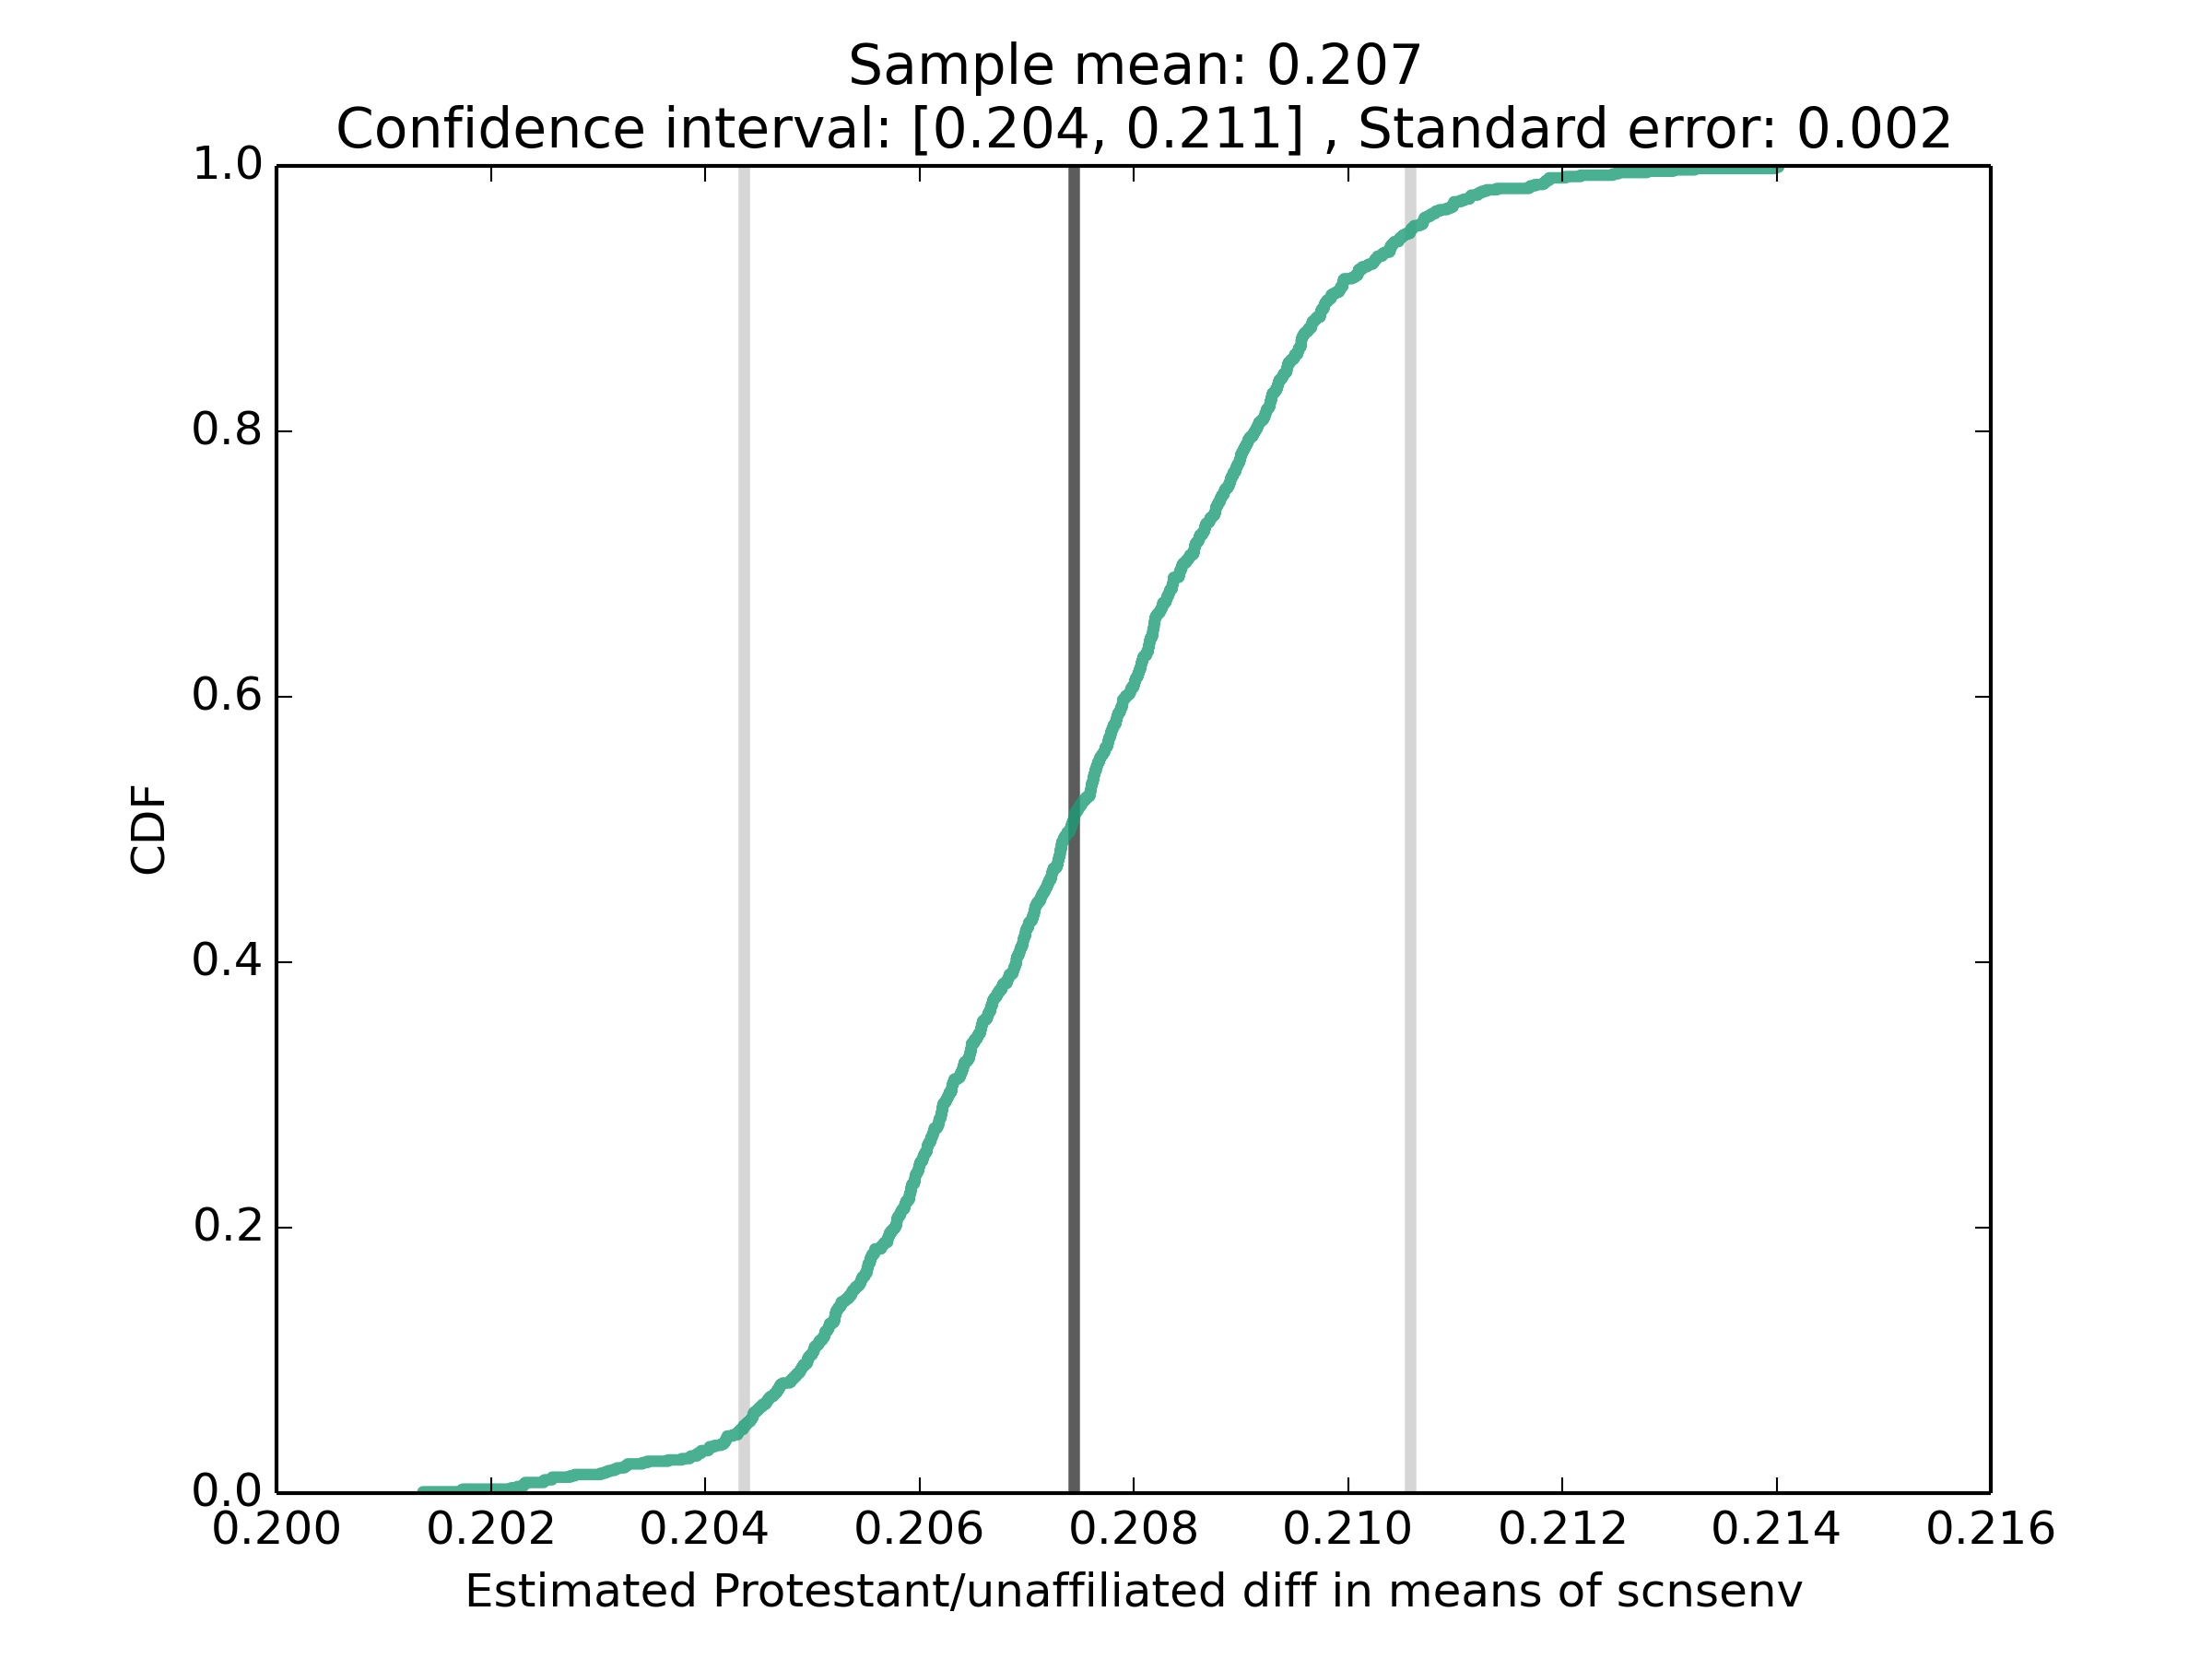 Sample mean: 0.207
Confidence interval: [0.204, 0.211] , Standard error: 0.002
1.0
0.8
0.6
0.4
0.2
0.0
CDF
0.200 0.202 0.204 0.206 0.208 0.210 0.212 0.214 0.216
Estimated Protestant/unaffiliated diff in means of scnsenv